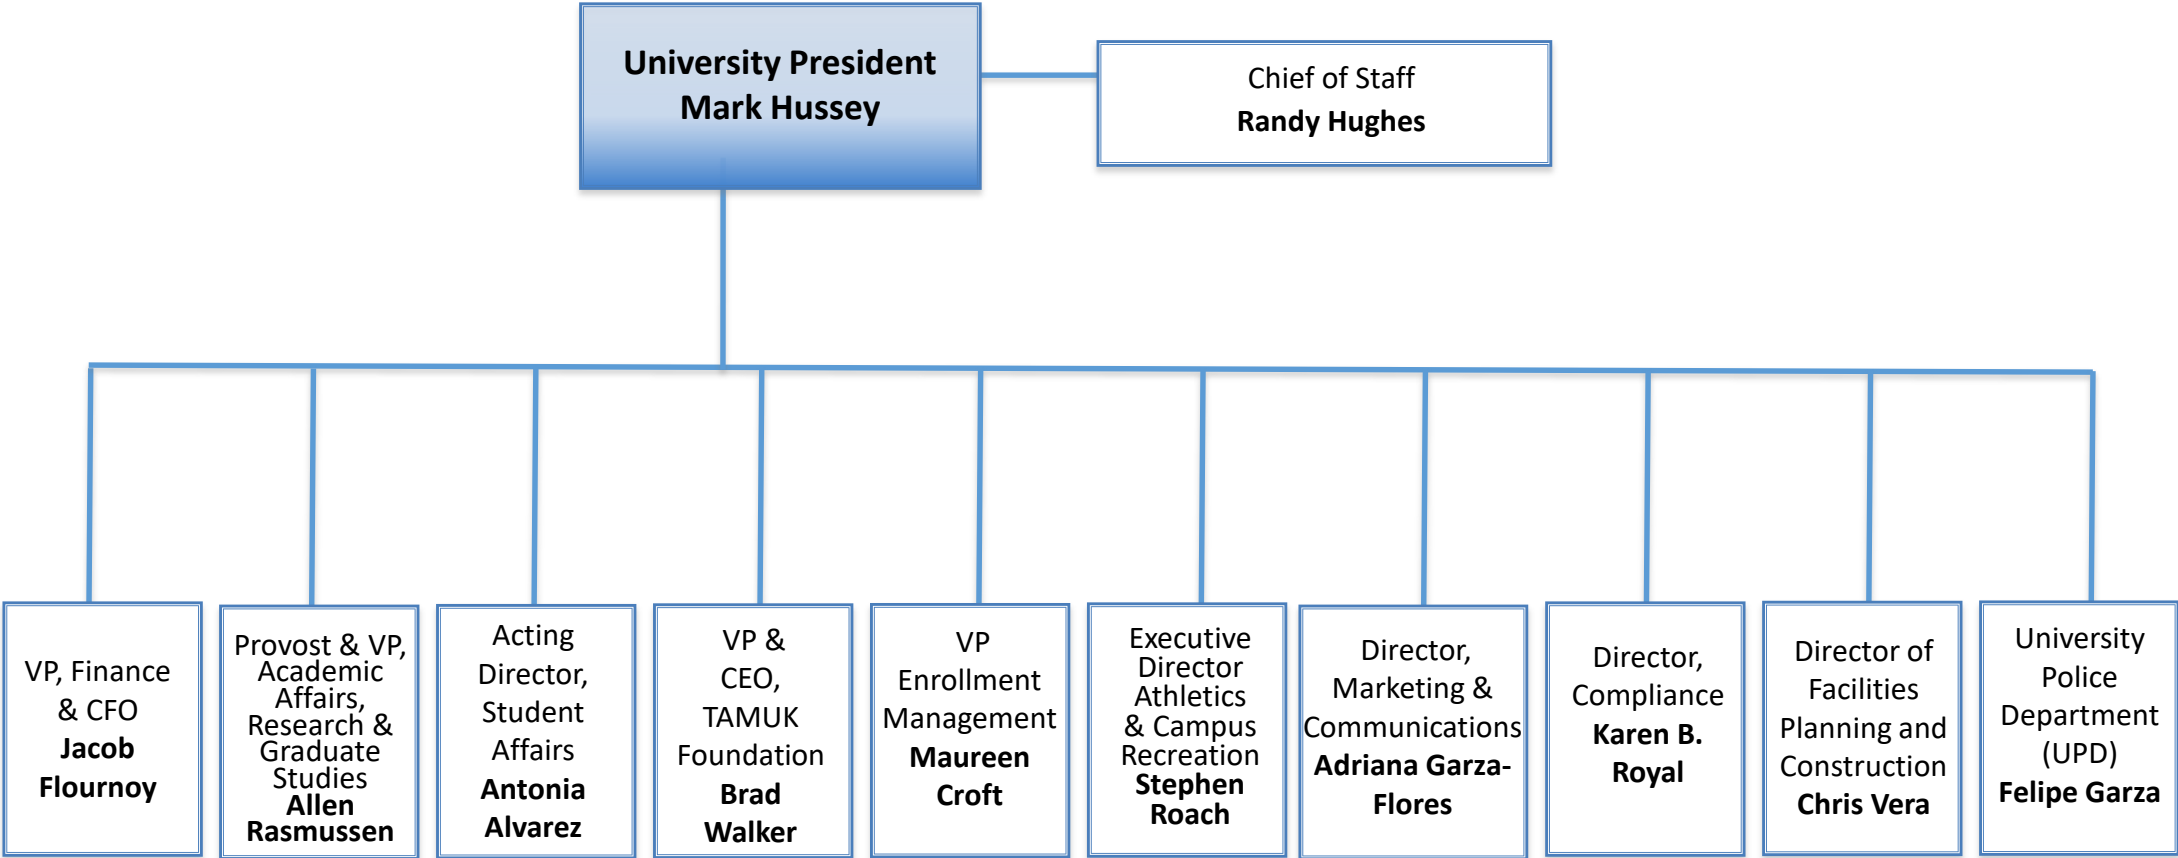 University President
Mark Hussey
Chief of Staff
Randy Hughes
VP, Finance
& CFO
Jacob
Flournoy
Provost & VP,
Academic
Affairs,
Research &
Graduate
Studies
Allen
Rasmussen
Acting
Director,
Student
Affairs
Antonia
Alvarez
VP &
CEO,
TAMUK
Foundation
Brad
Walker
VP
Enrollment
Management
Maureen
Croft
Executive
Director
Athletics
& Campus
Recreation
Stephen
Roach
Director,
Marketing &
Communications
Adriana Garza-
Flores
Director,
Compliance
Karen B.
Royal
Director of
Facilities
Planning and
Construction
Chris Vera
University
Police
Department
(UPD)
Felipe Garza